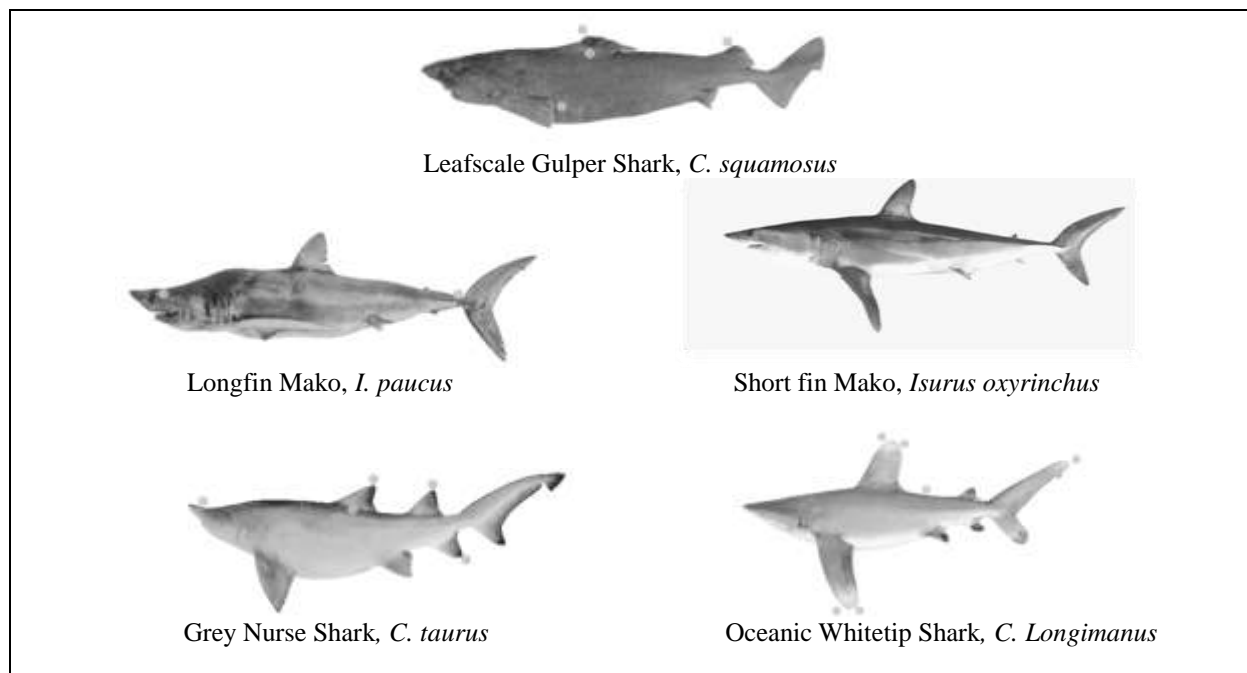 Leafscale Gulper Shark, C. squamosus
Longfin Mako, I. paucus
Short fin Mako, Isurus oxyrinchus
Grey Nurse Shark, C. taurus
Oceanic Whitetip Shark, C. Longimanus